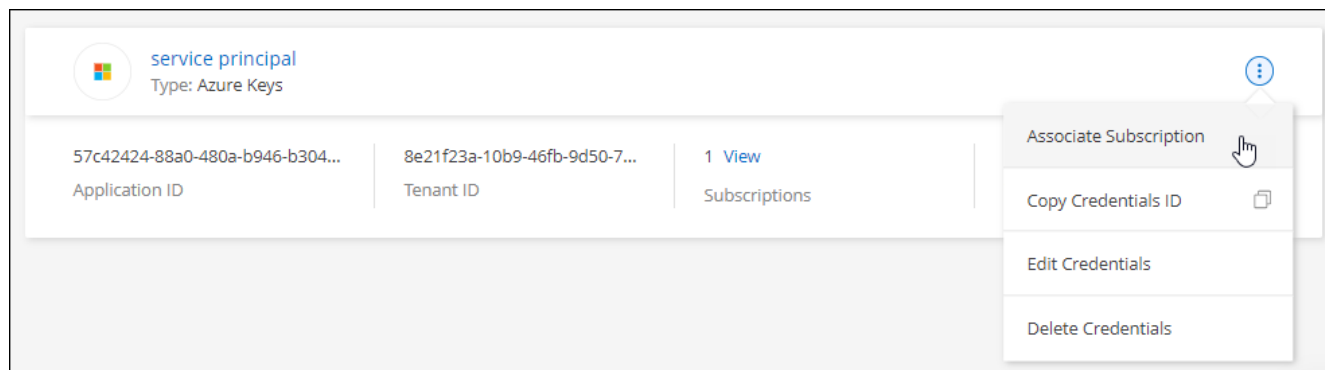 service principal
Type: Azure Keys
57c42424-88a0-480a-b946-b304...
Application ID
8e21f23a-10b9-46fb-9d50-7...
Tenant ID
1 View
Subscriptions
Associate Subscription
Copy Credentials ID
Edit Credentials
Delete Credentials